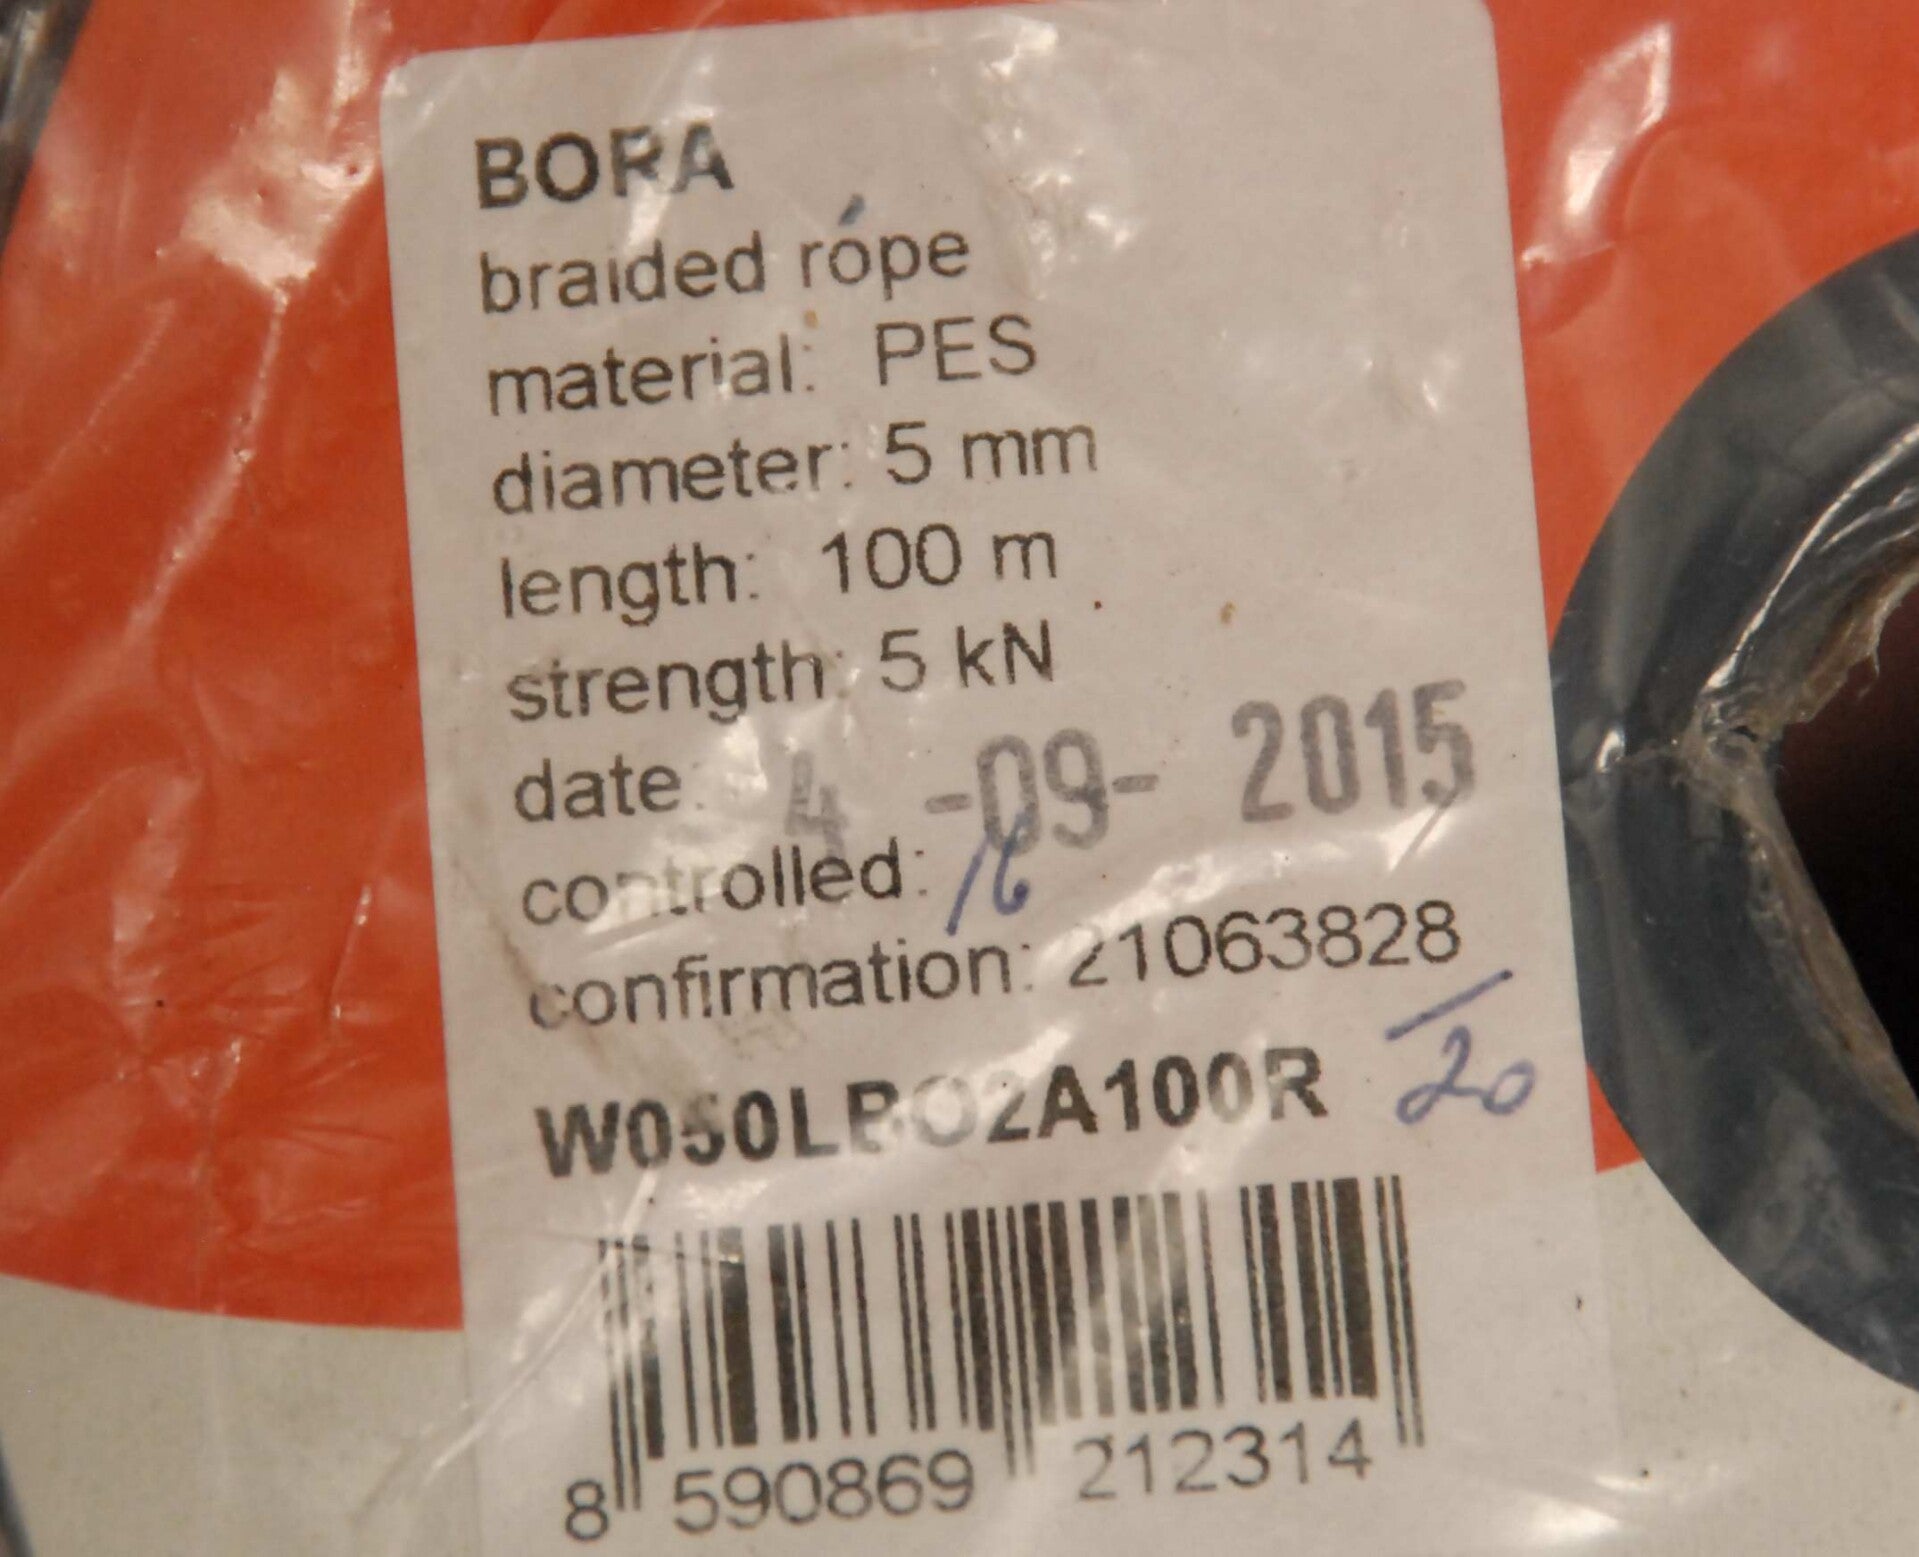 BORA
braided rope
material: PES
diameter: 5 mm
length: 100 m
strength: 5 kN
date: 4 -09- 2015
controlled:
confirmation: 21063828
/20
W050LBO2A100R
8 590869 212314